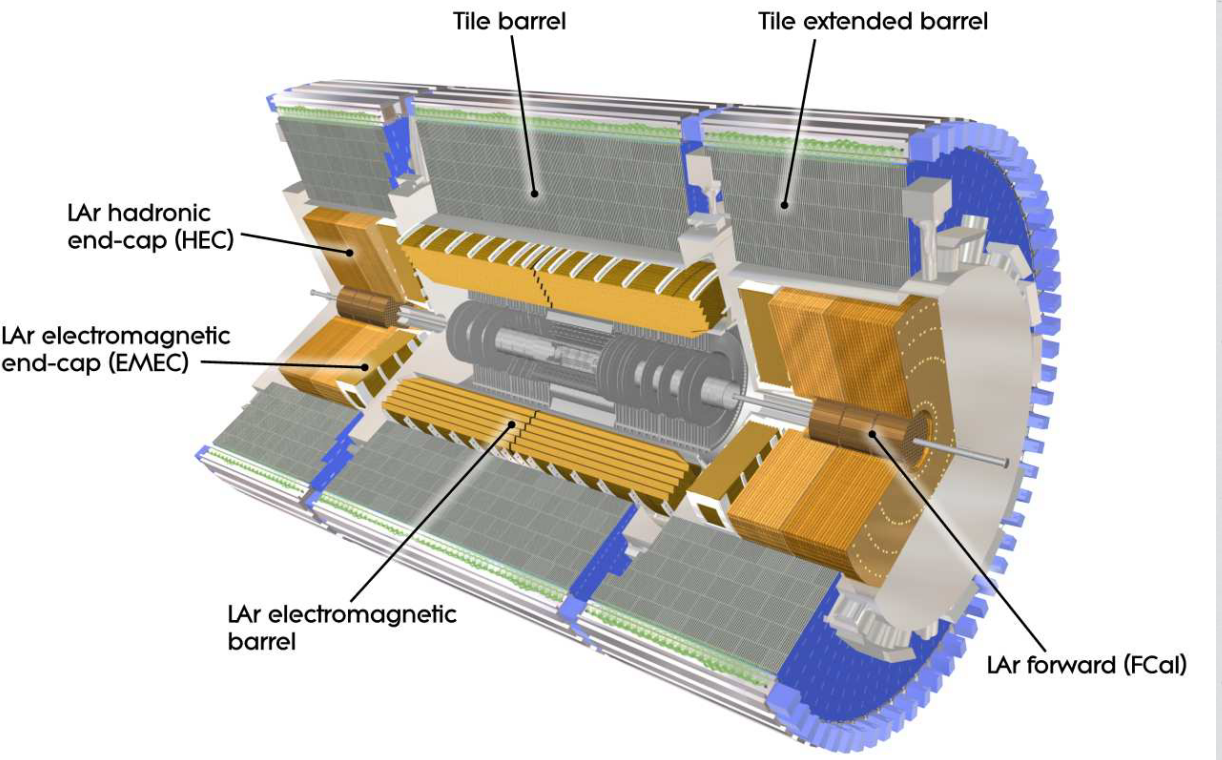 Tile barrel
Tile extended barrel
LAr hadronic
end-cap (HEC)
LAr electromagnetic
end-cap (EMEC)
LAr electromagnetic
barrel
LAr forward (FCal)